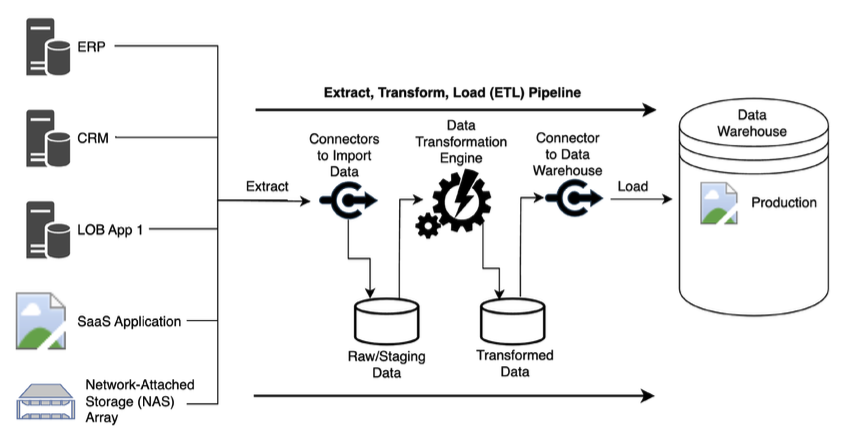 ERP
CRM
LOB App 1
SaaS Application
Network-Attached
Storage (NAS)
Array
Extract
Extract, Transform, Load (ETL) Pipeline
Connectors
to Import
Data
Data
Transformation
Engine
Connector
to Data
Warehouse
Load
Raw/Staging
Data
Transformed
Data
Data
Warehouse
Production